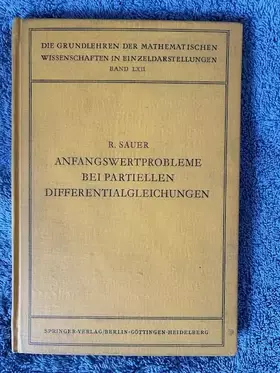 DIE GRUNDLEHREN DER MATHEMATISCHEN
WISSENSCHAFTEN IN EINZELDARSTELLUNGEN
BAND LXII
R. SAUER
ANFANGSWERTPROBLEME
BEI PARTIELLEN
DIFFERENTIALGLEICHUNGEN
SPRINGER-VERLAG/BERLIN-GÖTTINGEN-HEIDELBERG